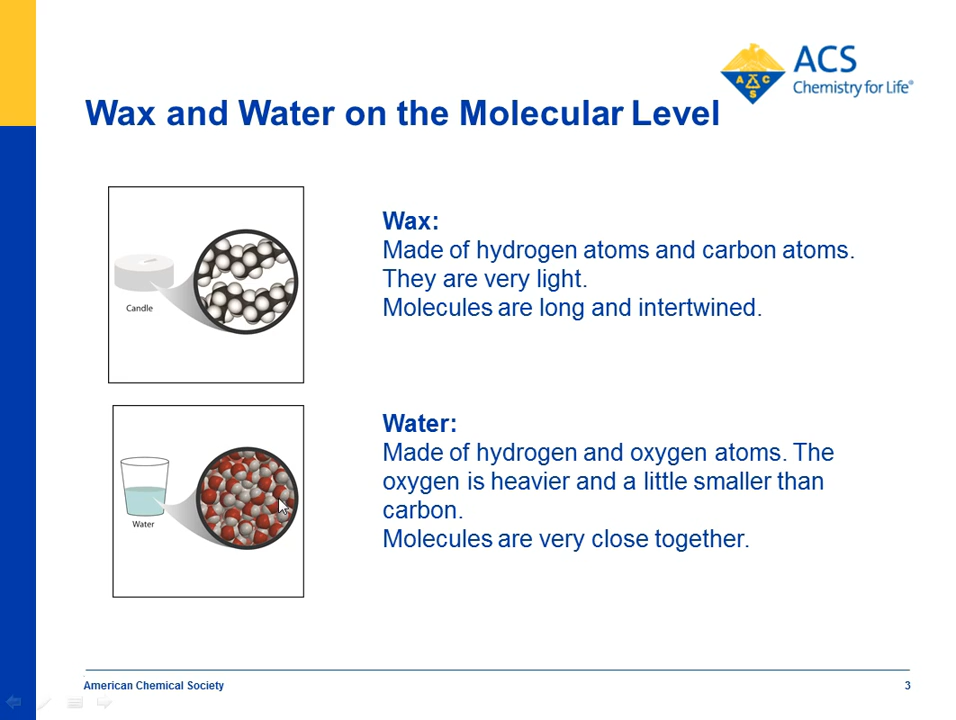 ACS
Chemistry for Life®
A C S
Wax and Water on the Molecular Level
Candle
Wax:
Made of hydrogen atoms and carbon atoms.
They are very light.
Molecules are long and intertwined.
Water
Water:
Made of hydrogen and oxygen atoms. The
oxygen is heavier and a little smaller than
carbon.
Molecules are very close together.
American Chemical Society
3